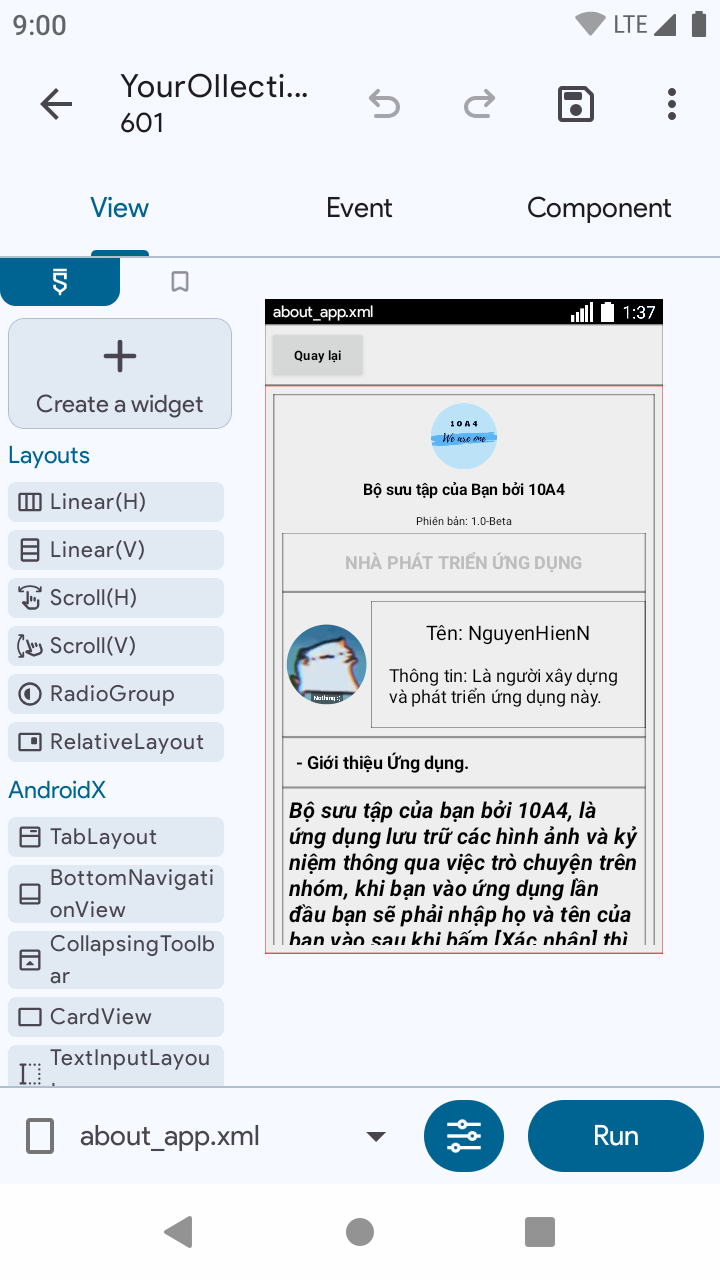 9:00
LTE
YourOllecti...
601
View
Event
Component
Create a widget
Layouts
Linear(H)
Linear(V)
Scroll(H)
Scroll(V)
RadioGroup
RelativeLayout
AndroidX
TabLayout
BottomNavigati
onView
CollapsingToolb
ar
CardView
TextInputLayou
about_app.xml
1:37
Quay lại
10A4
We are one
Bộ sưu tập của Bạn bởi 10A4
Phiên bản: 1.0-Beta
NHÀ PHÁT TRIỂN ỨNG DỤNG
Nothing :)
Tên: NguyenHienN
Thông tin: Là người xây dựng
và phát triển ứng dụng này.
- Giới thiệu Ứng dụng.
Bộ sưu tập của bạn bởi 10A4, là
ứng dụng lưu trữ các hình ảnh và kỷ
niệm thông qua việc trò chuyện trên
nhóm, khi bạn vào ứng dụng lần
đầu bạn sẽ phải nhập họ và tên của
bạn vào sau khi bấm [Xác nhận] thì
about_app.xml
Run